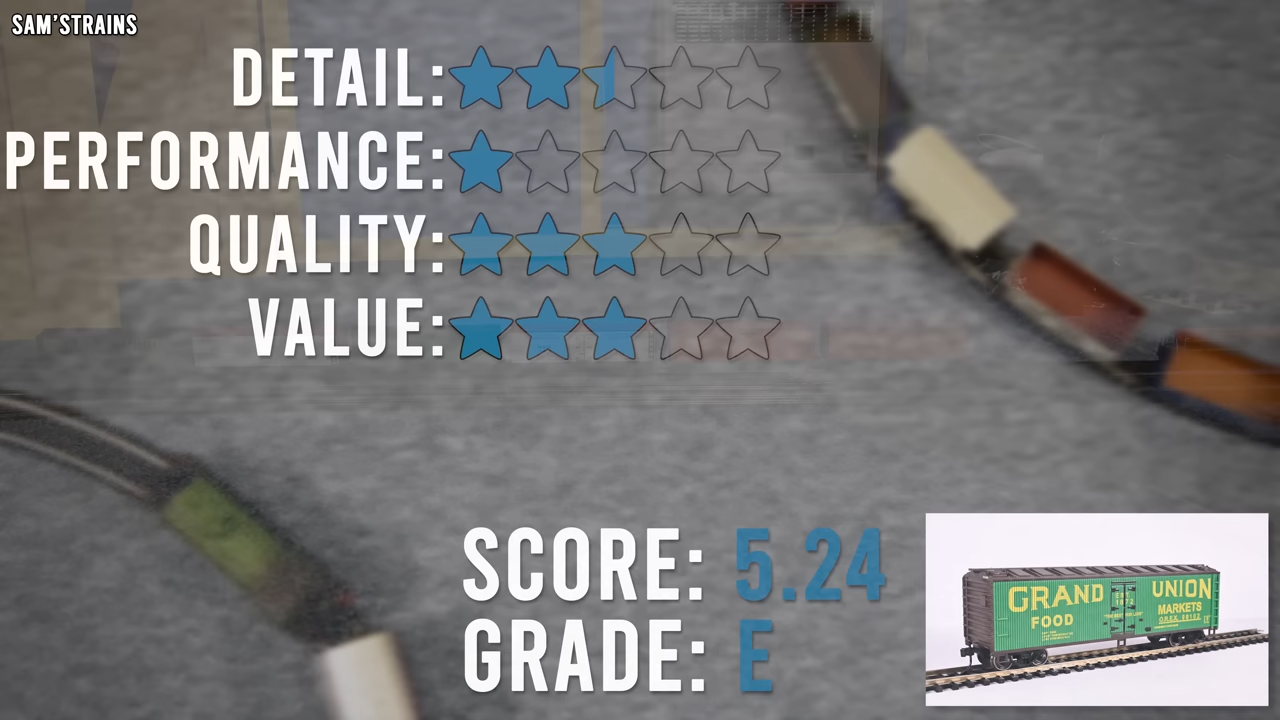 SAM'STRAINS
DETAIL:
PERFORMANCE:
QUALITY:
VALUE:
SCORE: 5.24
GRADE: E
GRAND UNION
FOOD MARKETS